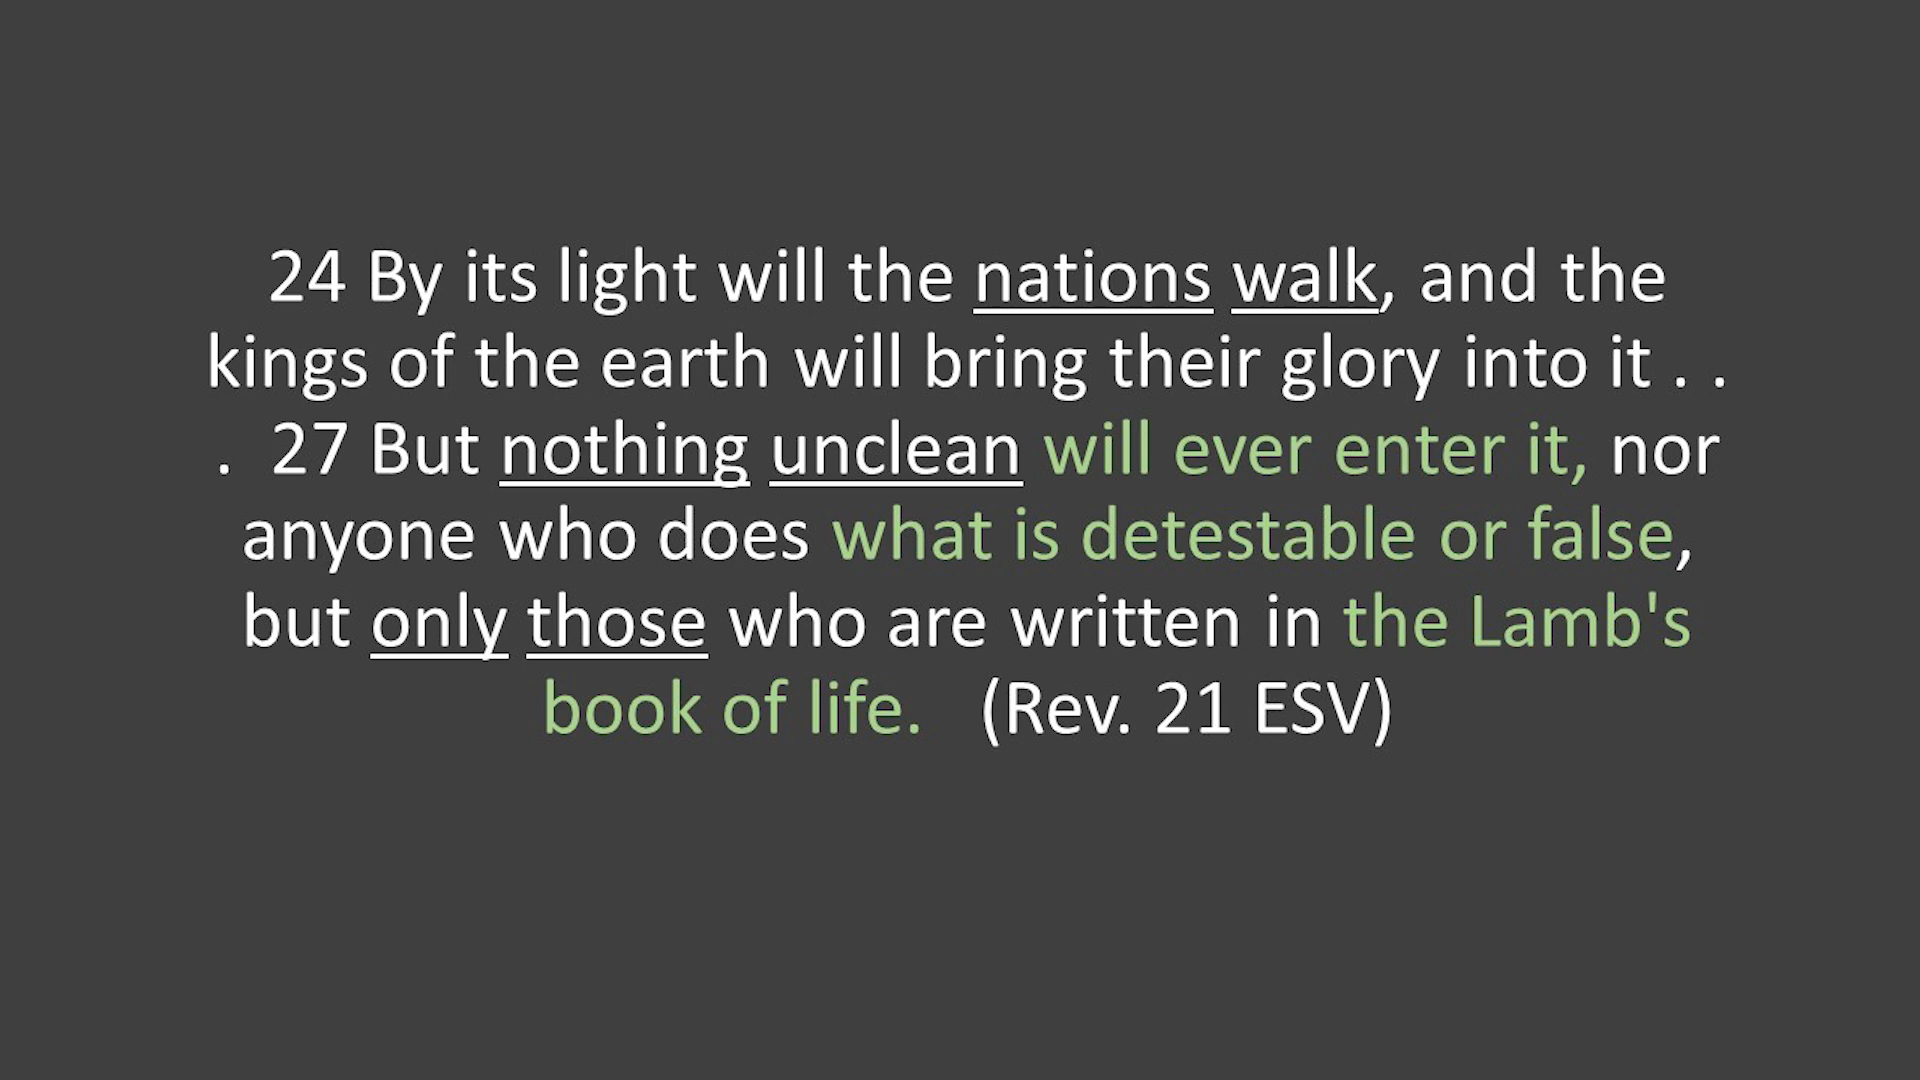 24 By its light will the nations walk, and the
kings of the earth will bring their glory into it . .
.  27 But nothing unclean will ever enter it, nor
anyone who does what is detestable or false,
but only those who are written in the Lamb's
book of life.   (Rev. 21 ESV)